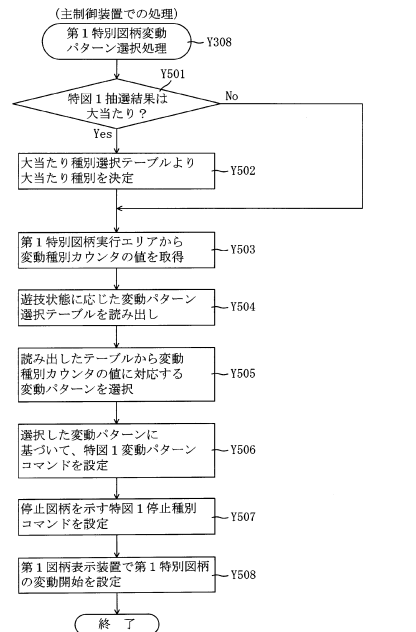 (主制御装置での処理)
第1特別図柄変動
パターン選択処理
Y308
Y501
特図1抽選結果は
大当たり?
No
Yes
大当たり種別選択テーブルより
大当たり種別を決定
Y502
第1特別図柄実行エリアから
変動種別カウンタの値を取得
Y503
遊技状態に応じた変動パターン
選択テーブルを読み出し
Y504
読み出したテーブルから変動
種別カウンタの値に対応する
変動パターンを選択
Y505
選択した変動パターンに
基づいて、特図1変動パターン
コマンドを設定
Y506
停止図柄を示す特図1停止種別
コマンドを設定
Y507
第1図柄表示装置で第1特別図柄
の変動開始を設定
Y508
終 了